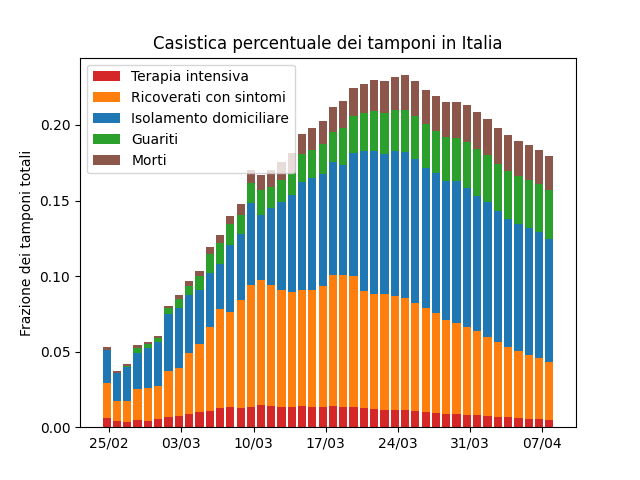 Casistica percentuale dei tamponi in Italia
Terapia intensiva
Ricoverati con sintomi
Isolamento domiciliare
Guariti
Morti
Frazione dei tamponi totali
0.20
0.15
0.10
0.05
0.00
25/02
03/03
10/03
17/03
24/03
31/03
07/04